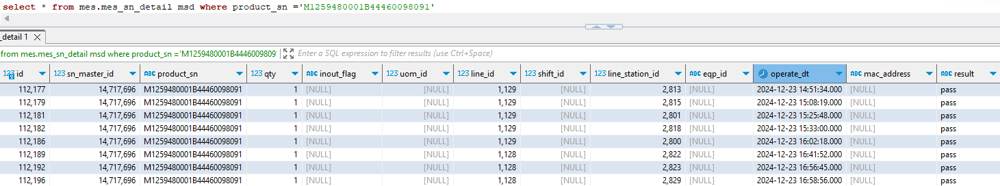 select * from mes.mes_sn_detail msd where product_sn ='M1259480001B44460098091'
_detail 1
from mes.mes_sn_detail msd where product_sn ='M1259480001B4446009809' Enter a SQL expression to filter results (use Ctrl+Space)
123 id 123 sn_master_id ABC product_sn 123 qty ABC inout_flag 123 uom_id 123 line_id 123 shift_id 123 line_station_id ABC eqp_id operate_dt ABC mac_address ABC result
112,177 14,717,696 M1259480001B44460098091 1 [NULL] [NULL] 1,129 [NULL] 2,813 [NULL] 2024-12-23 14:51:34.000 [NULL] pass
112,179 14,717,696 M1259480001B44460098091 1 [NULL] [NULL] 1,129 [NULL] 2,815 [NULL] 2024-12-23 15:08:19.000 [NULL] pass
112,181 14,717,696 M1259480001B44460098091 1 [NULL] [NULL] 1,129 [NULL] 2,801 [NULL] 2024-12-23 15:25:48.000 [NULL] pass
112,182 14,717,696 M1259480001B44460098091 1 [NULL] [NULL] 1,129 [NULL] 2,818 [NULL] 2024-12-23 15:33:00.000 [NULL] pass
112,186 14,717,696 M1259480001B44460098091 1 [NULL] [NULL] 1,129 [NULL] 2,800 [NULL] 2024-12-23 16:02:18.000 [NULL] pass
112,189 14,717,696 M1259480001B44460098091 1 [NULL] [NULL] 1,128 [NULL] 2,822 [NULL] 2024-12-23 16:41:52.000 [NULL] pass
112,192 14,717,696 M1259480001B44460098091 1 [NULL] [NULL] 1,128 [NULL] 2,823 [NULL] 2024-12-23 16:56:45.000 [NULL] pass
112,196 14,717,696 M1259480001B44460098091 1 [NULL] [NULL] 1,128 [NULL] 2,829 [NULL] 2024-12-23 16:58:56.000 [NULL] pass